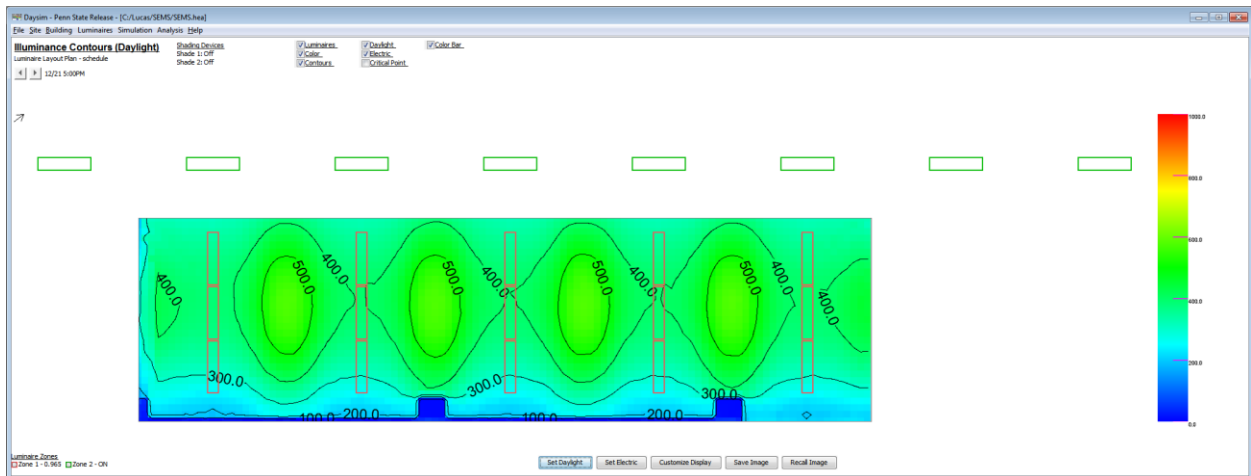 Daysim - Penn State Release - [C:/Lucas/SEMS/SEMS.hea]
File Site Building Luminaires Simulation Analysis Help
Illuminance Contours (Daylight)
Luminaire Layout Plan - schedule
12/21 5:00PM
Shading Devices
Shade 1: Off
Shade 2: Off
Luminaires
Color
Contours
Daylight
Electric
Critical Point
Color Bar
1000.0
800.0
600.0
400.0
200.0
0.0
500.0 400.0 500.0 400.0 500.0 400.0 500.0 400.0
400.0 400.0
300.0 300.0 300.0
100.0 200.0 100.0 200.0
Luminaire Zones
Zone 1 - 0.965 Zone 2 - ON
Set Daylight Set Electric Customize Display Save Image Recall Image